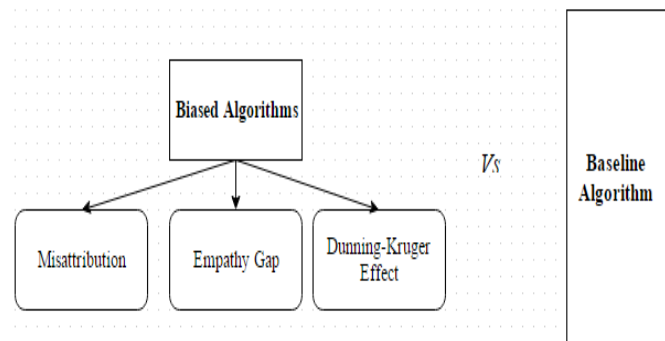 Biased Algorithms
Vs
Baseline
Algorithm
Misattribution
Empathy Gap
Dunning-Kruger
Effect